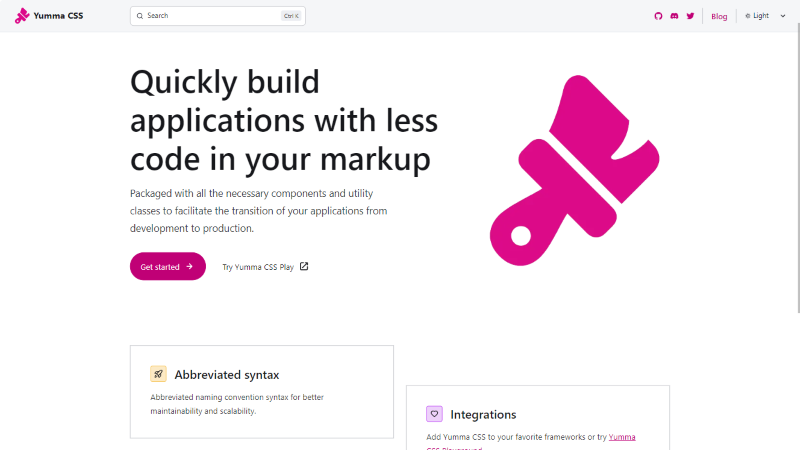 Yumma CSS
Search
Ctrl K
Blog
Light
Quickly build
applications with less
code in your markup
Packaged with all the necessary components and utility
classes to facilitate the transition of your applications from
development to production.
Get started
Try Yumma CSS Play
Abbreviated syntax
Abbreviated naming convention syntax for better
maintainability and scalability.
Integrations
Add Yumma CSS to your favorite frameworks or try Yumma
CSS Playground